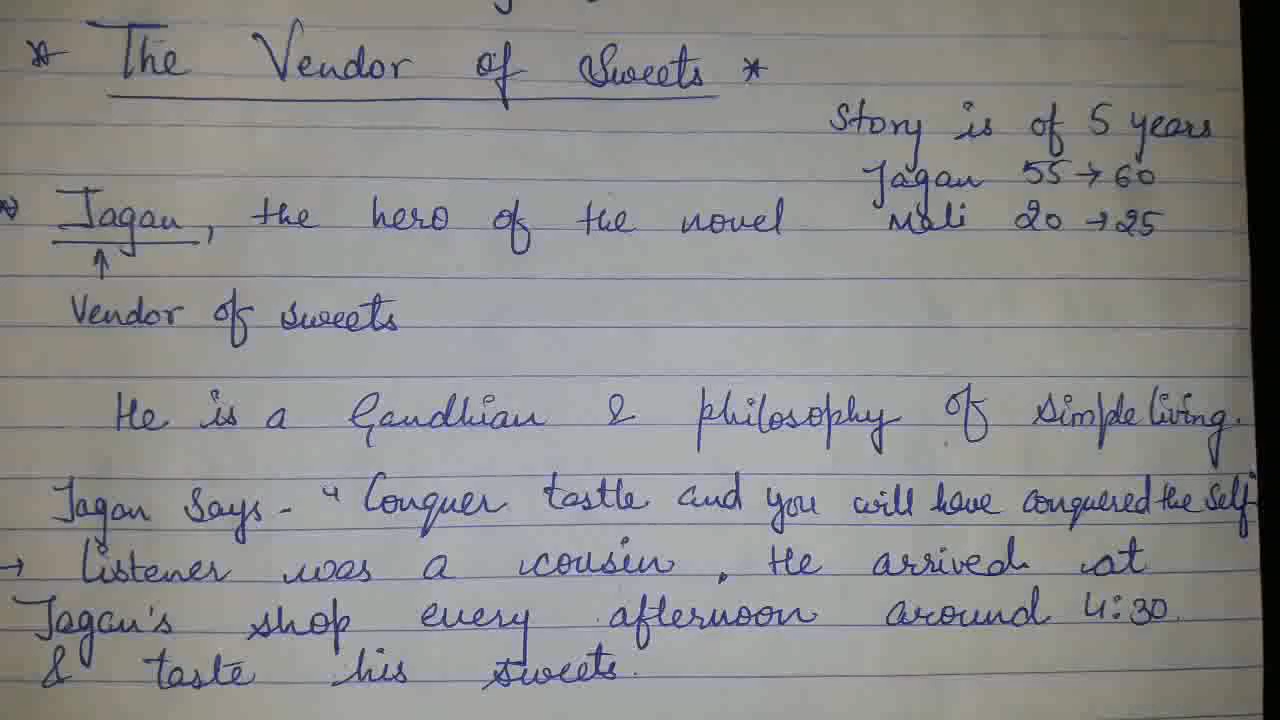 * The Vendor of Sweets *
Story is of 5 years
Jagan 55 → 60
Mali 20 → 25
Jagan, the hero of the novel
↑
Vendor of sweets
He is a Gandhian & philosophy of simple living.
Jagan Says - " Conquer tastle and you will have conquered the self"
→ listener was a cousin, He arrived at
Jagan's shop every afternoon around 4:30
& taste his sweets.